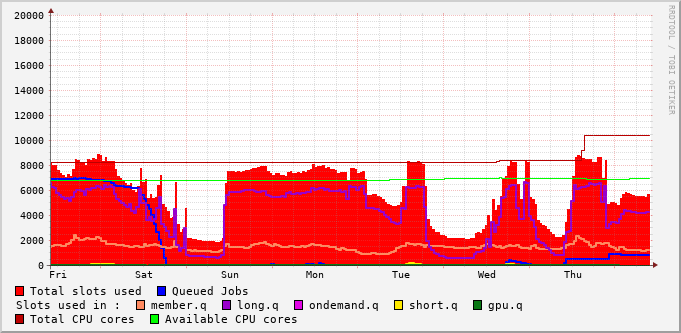 20000
18000
16000
14000
12000
10000
8000
6000
4000
2000
0
Fri Sat Sun Mon Tue Wed Thu
RRDTOOL / TOBI OETIKER
Total slots used Queued Jobs
Slots used in : member.q long.q ondemand.q short.q gpu.q
Total CPU cores Available CPU cores